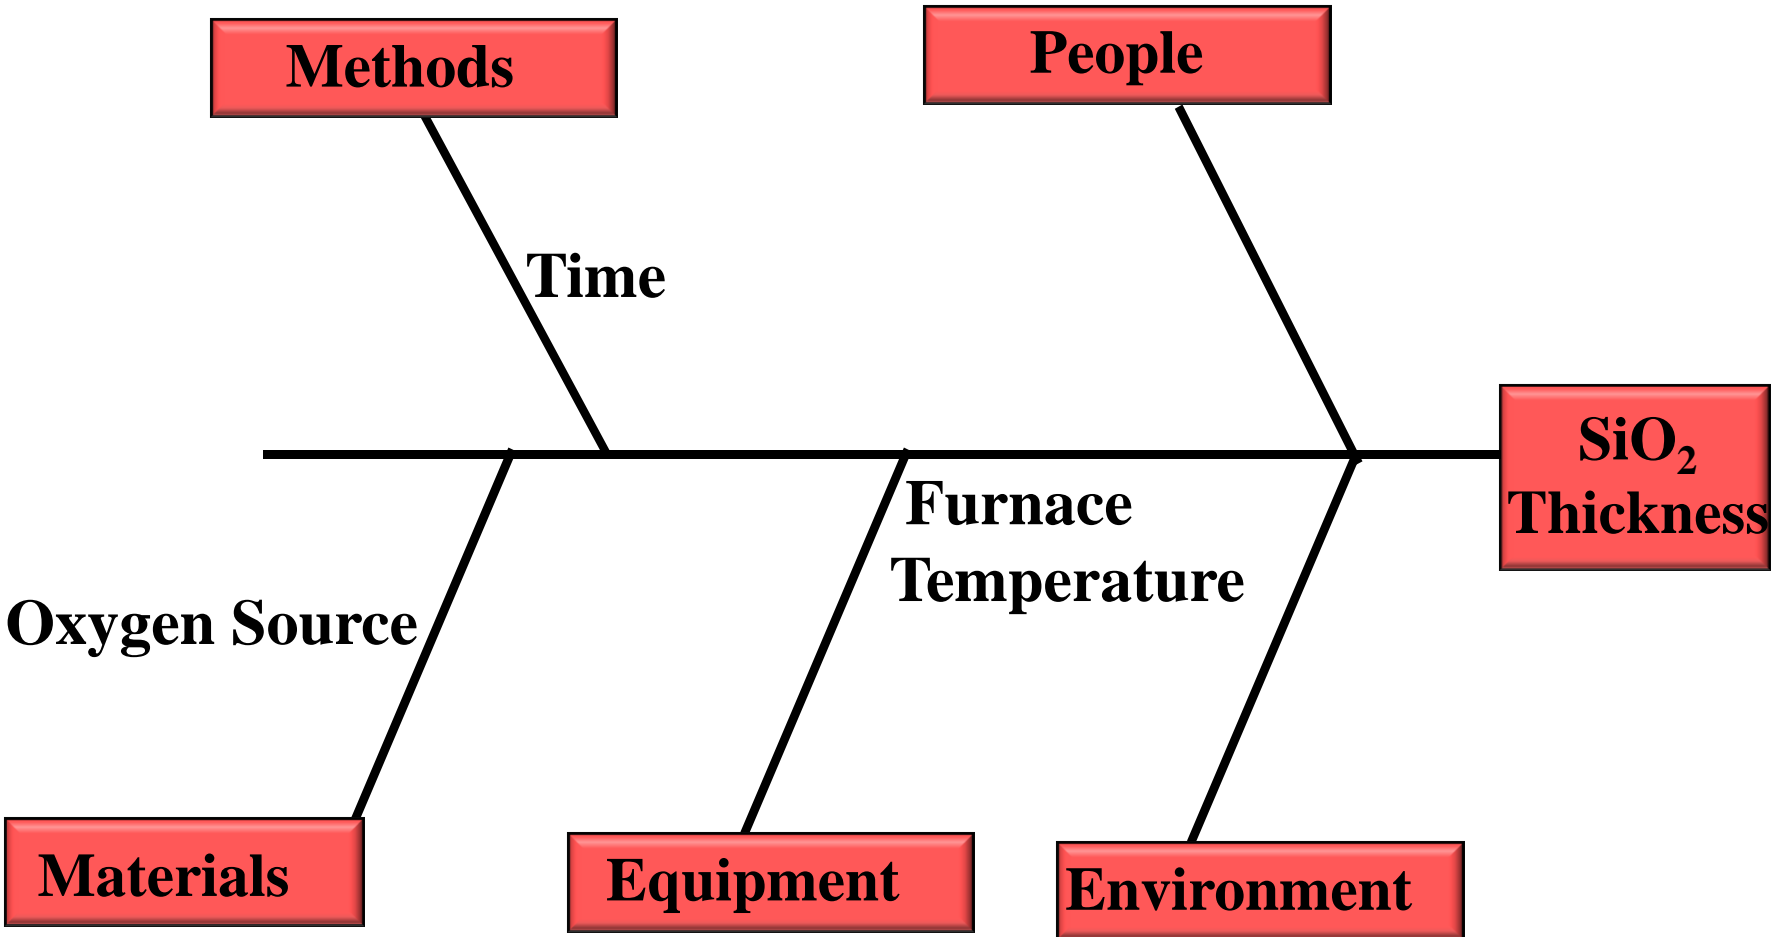 Methods
People
Time
SiO₂
Thickness
Furnace
Temperature
Oxygen Source
Materials
Equipment
Environment